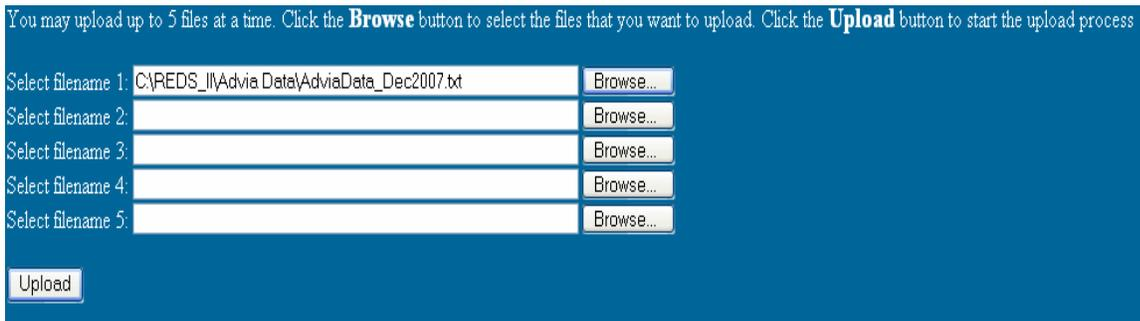 You may upload up to 5 files at a time. Click the Browse button to select the files that you want to upload. Click the Upload button to start the upload process
Select filename 1: C:\REDS_II\Advia Data\AdviaData_Dec2007.txt Browse...
Select filename 2: Browse...
Select filename 3: Browse...
Select filename 4: Browse...
Select filename 5: Browse...
Upload